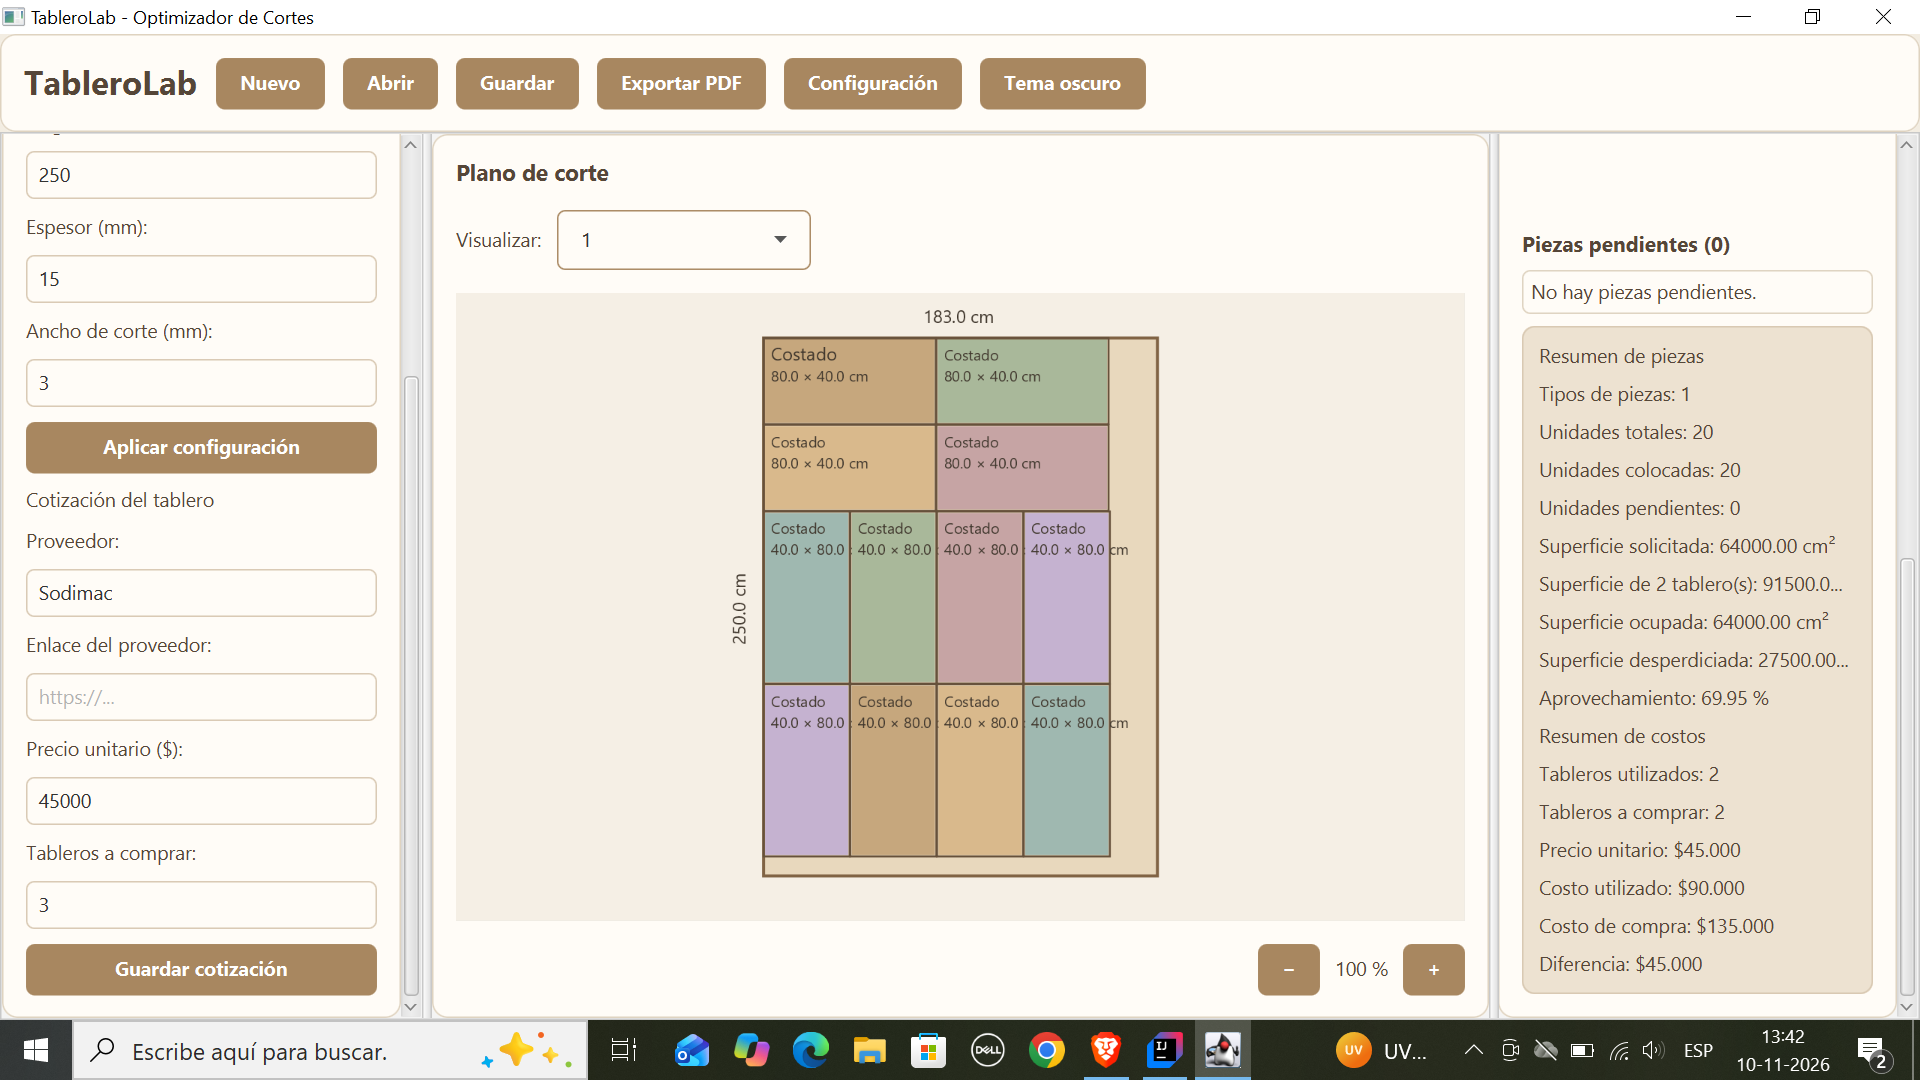 TableroLab - Optimizador de Cortes
TableroLab
Nuevo
Abrir
Guardar
Exportar PDF
Configuración
Tema oscuro
250
Espesor (mm):
15
Ancho de corte (mm):
3
Aplicar configuración
Cotización del tablero
Proveedor:
Sodimac
Enlace del proveedor:
https://...
Precio unitario ($):
45000
Tableros a comprar:
3
Guardar cotización
Plano de corte
Visualizar:
1
183.0 cm
250.0 cm
Costado
80.0 × 40.0 cm
Costado
80.0 × 40.0 cm
Costado
80.0 × 40.0 cm
Costado
80.0 × 40.0 cm
Costado
40.0 × 80.0
Costado
40.0 × 80.0
Costado
40.0 × 80.0
Costado
40.0 × 80.0 cm
Costado
40.0 × 80.0
Costado
40.0 × 80.0
Costado
40.0 × 80.0
Costado
40.0 × 80.0 cm
−
100 %
+
Piezas pendientes (0)
No hay piezas pendientes.
Resumen de piezas
Tipos de piezas: 1
Unidades totales: 20
Unidades colocadas: 20
Unidades pendientes: 0
Superficie solicitada: 64000.00 cm²
Superficie de 2 tablero(s): 91500.0...
Superficie ocupada: 64000.00 cm²
Superficie desperdiciada: 27500.00...
Aprovechamiento: 69.95 %
Resumen de costos
Tableros utilizados: 2
Tableros a comprar: 2
Precio unitario: $45.000
Costo utilizado: $90.000
Costo de compra: $135.000
Diferencia: $45.000
Escribe aquí para buscar.
DELL
IJ
UV
UV...
ESP
13:42
10-11-2026
2